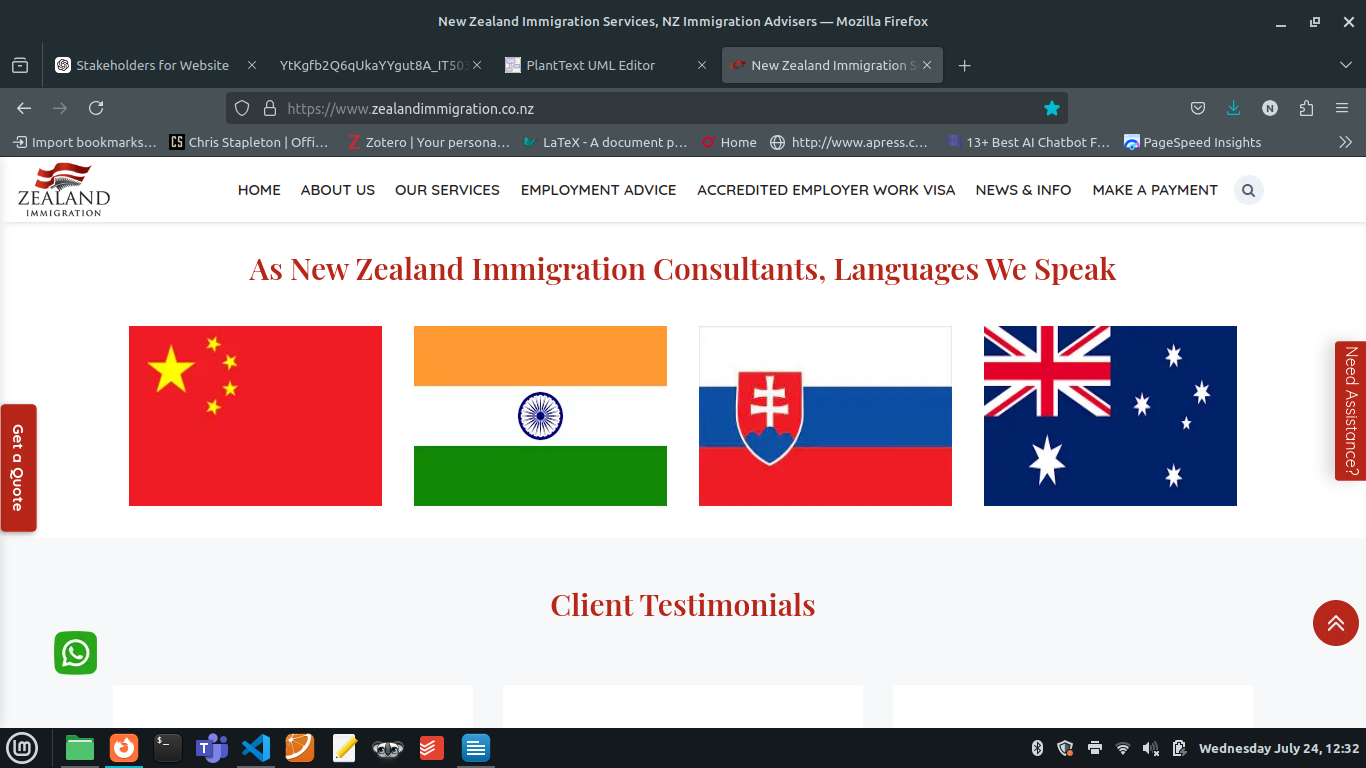 New Zealand Immigration Services, NZ Immigration Advisers — Mozilla Firefox
Stakeholders for Website
YtKgfb2Q6qUkaYYgut8A_IT503
PlantText UML Editor
New Zealand Immigration S
https://www.zealandimmigration.co.nz
N
Import bookmarks…
CS
Chris Stapleton | Offi…
Z
Zotero | Your persona…
LaTeX - A document p…
Home
http://www.apress.c…
13+ Best AI Chatbot F…
PageSpeed Insights
ZEALAND
IMMIGRATION
HOME
ABOUT US
OUR SERVICES
EMPLOYMENT ADVICE
ACCREDITED EMPLOYER WORK VISA
NEWS & INFO
MAKE A PAYMENT
As New Zealand Immigration Consultants, Languages We Speak
Need Assistance?
Get a Quote
Client Testimonials
Wednesday July 24, 12:32